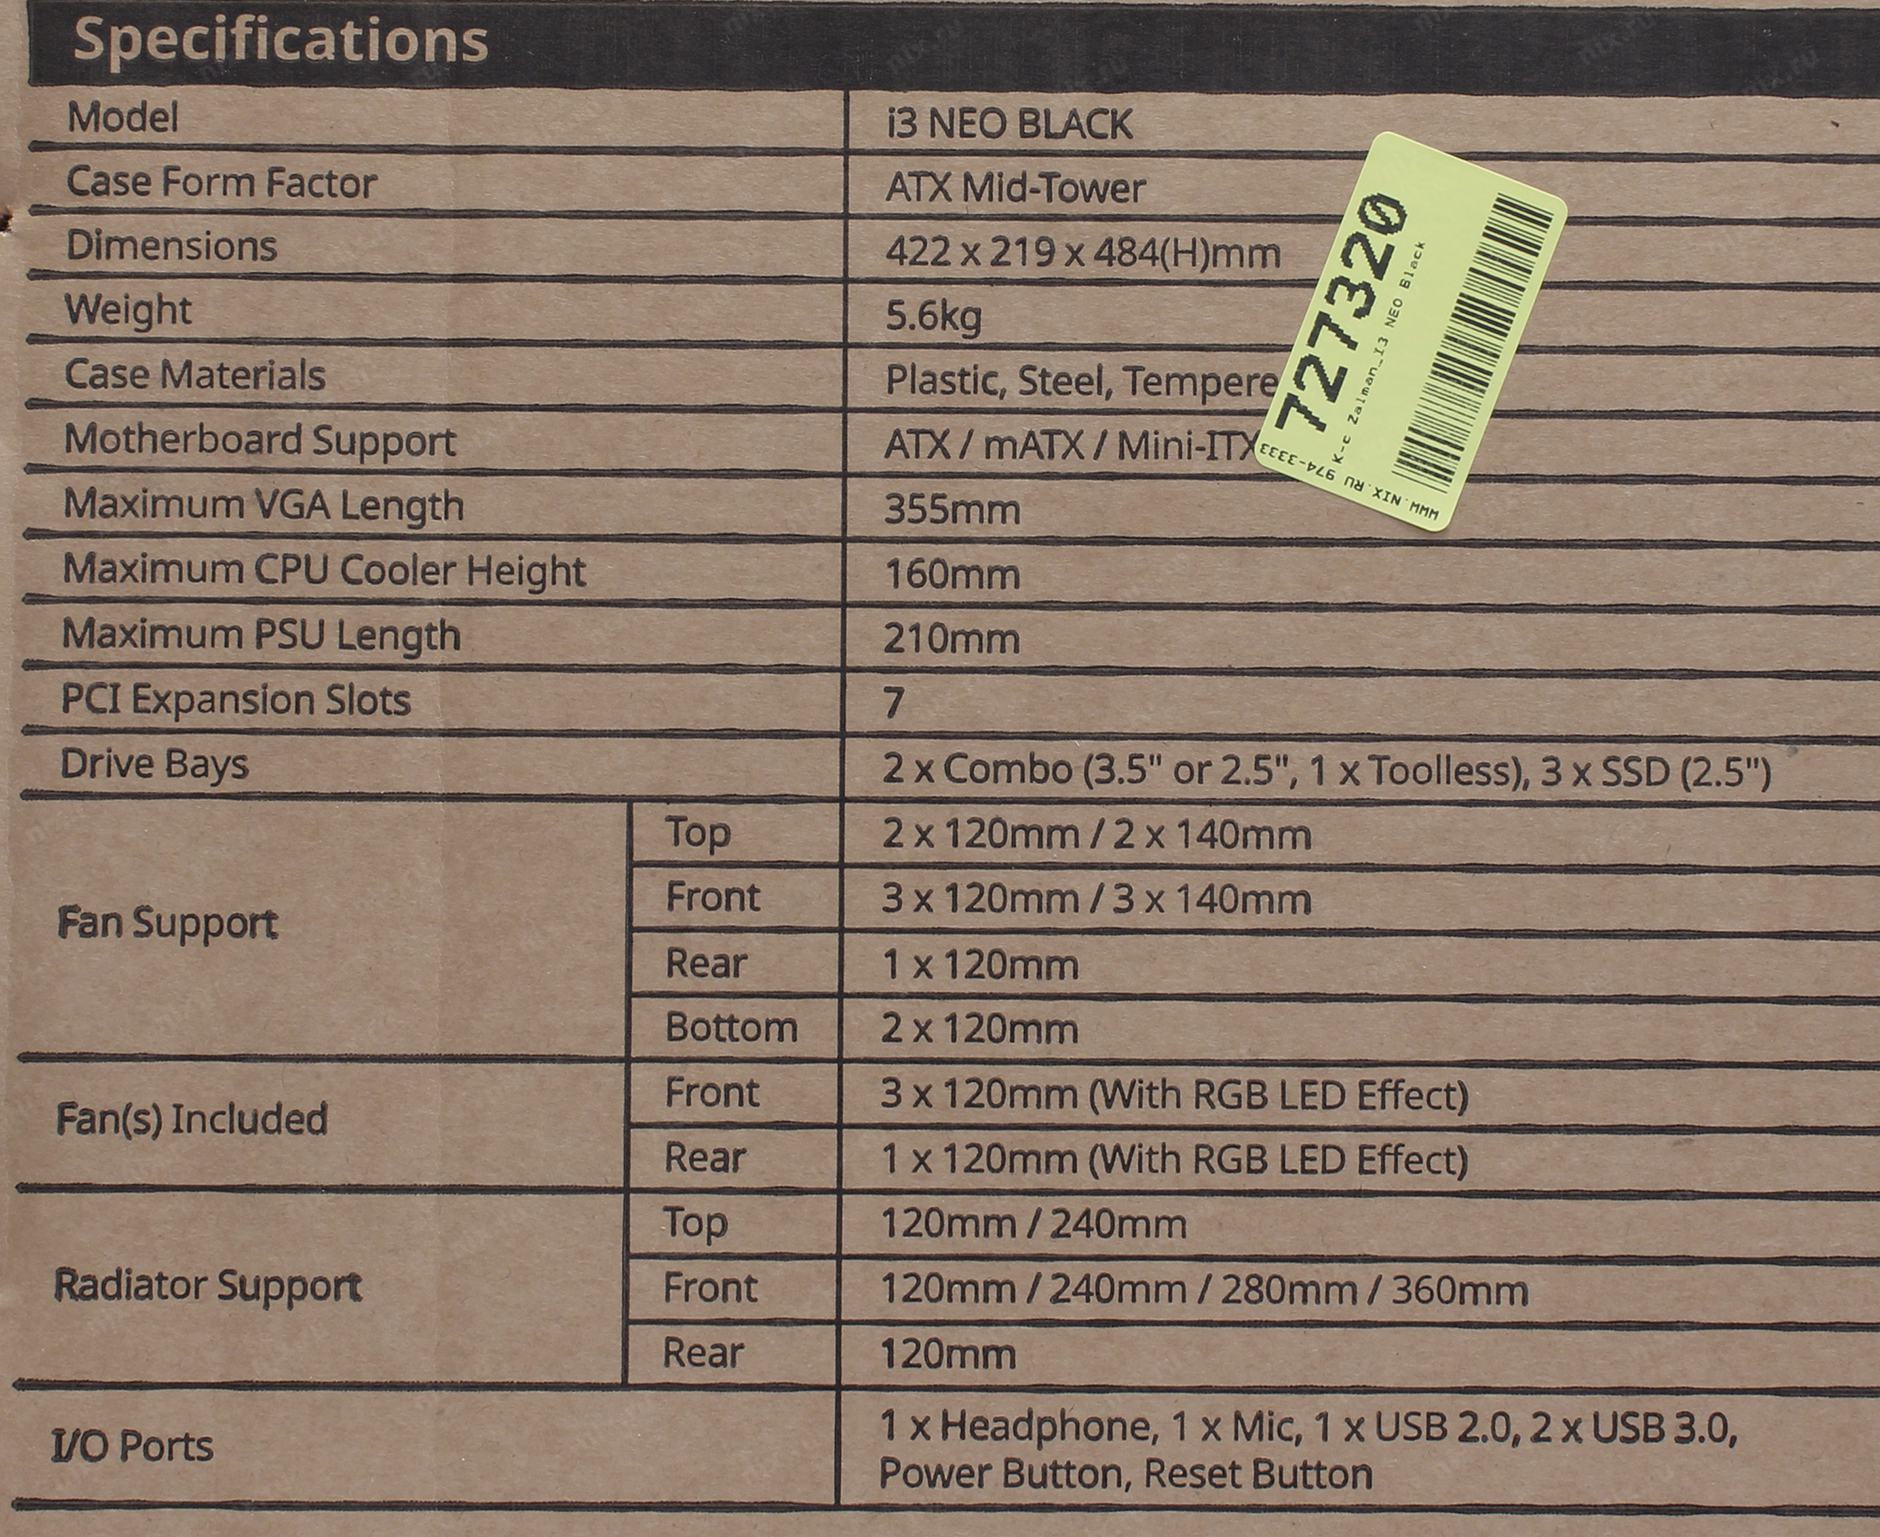 Specifications
Model i3 NEO BLACK
Case Form Factor ATX Mid-Tower
Dimensions 422 x 219 x 484(H)mm
Weight 5.6kg
Case Materials Plastic, Steel, Tempere
Motherboard Support ATX / mATX / Mini-ITX
Maximum VGA Length 355mm
Maximum CPU Cooler Height 160mm
Maximum PSU Length 210mm
PCI Expansion Slots 7
Drive Bays 2 x Combo (3.5" or 2.5", 1 x Toolless), 3 x SSD (2.5")
Fan Support
Top 2 x 120mm / 2 x 140mm
Front 3 x 120mm / 3 x 140mm
Rear 1 x 120mm
Bottom 2 x 120mm
Fan(s) Included
Front 3 x 120mm (With RGB LED Effect)
Rear 1 x 120mm (With RGB LED Effect)
Radiator Support
Top 120mm / 240mm
Front 120mm / 240mm / 280mm / 360mm
Rear 120mm
I/O Ports
1 x Headphone, 1 x Mic, 1 x USB 2.0, 2 x USB 3.0,
Power Button, Reset Button
727320
K-c Zalman_I3 NEO Black
WWW.NIX.RU 974-3333